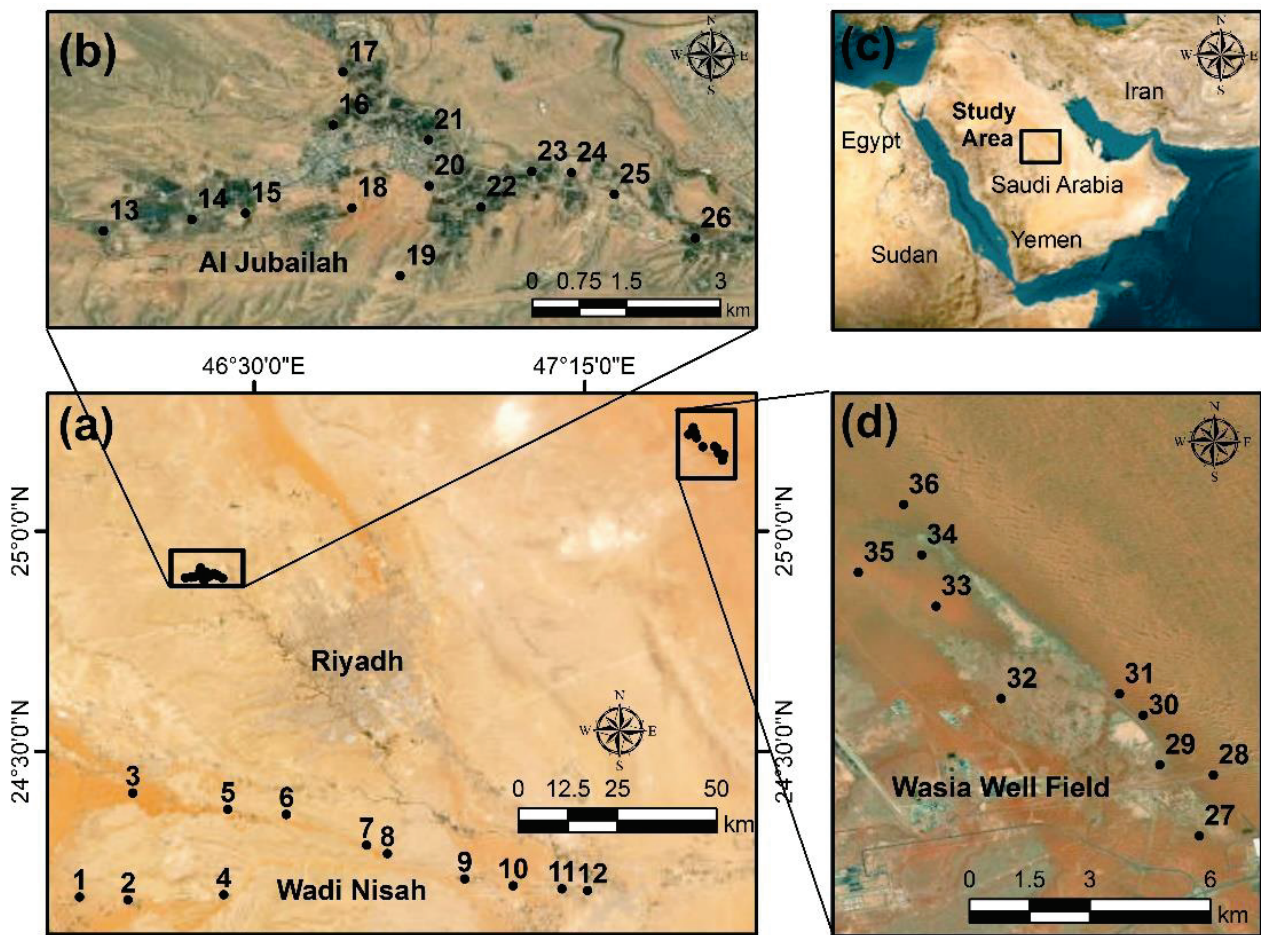 (b)
N
W E
S
17
16
21
20
23 24
25
22
26
13
14
15
18
19
Al Jubailah
0 0.75 1.5 3
km
(c)
N
W E
S
Iran
Egypt
Study
Area
Saudi Arabia
Sudan
Yemen
46°30'0"E
47°15'0"E
(a)
25°0'0"N
25°0'0"N
Riyadh
N
W E
S
24°30'0"N
24°30'0"N
0 12.5 25 50
km
3
5
6
7
8
9
10
11
12
1
2
4
Wadi Nisah
(d)
N
W E
S
36
34
35
33
32
31
30
29
28
27
Wasia Well Field
0 1.5 3 6
km